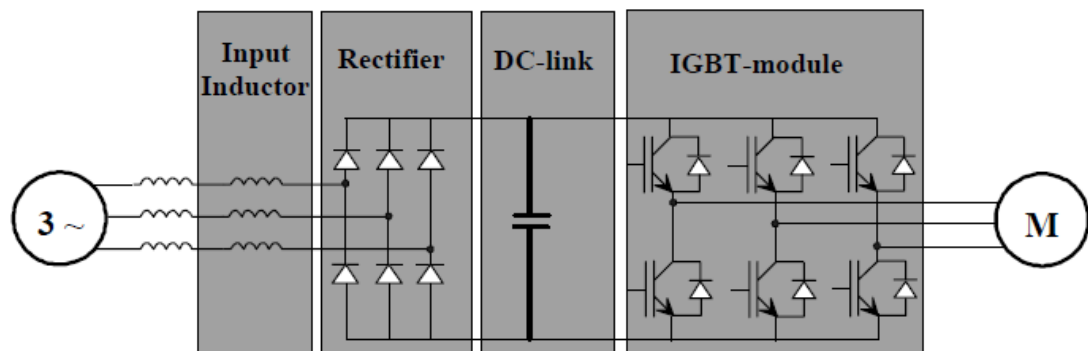 Input
Inductor
Rectifier
DC-link
IGBT-module
3 ~
M